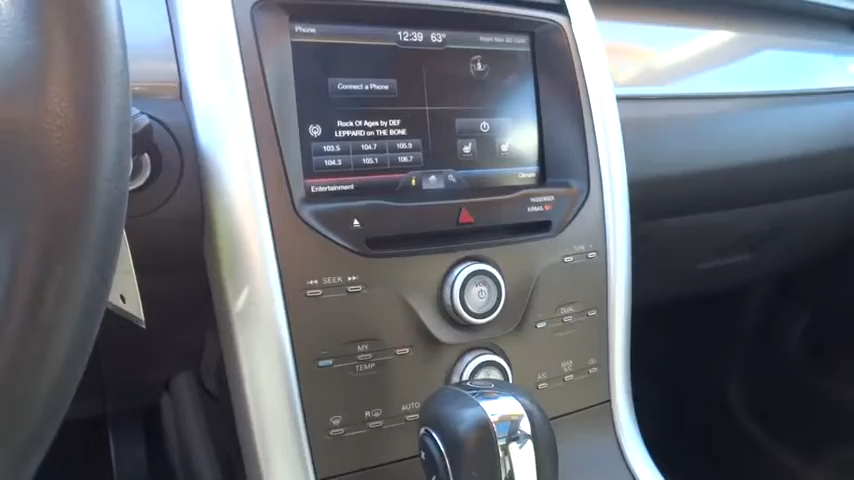 Phone
12:39 63°
Connect a Phone
Rock Of Ages by DEF
LEPPARD on THE BONE
103.5 104.7 105.9
104.3 105.1 106.7
Entertainment
Climate
PASSENGER
AIRBAG
SEEK
VOL
DUAL
MY
TEMP
A/C
MAX
A/C
R
AUTO